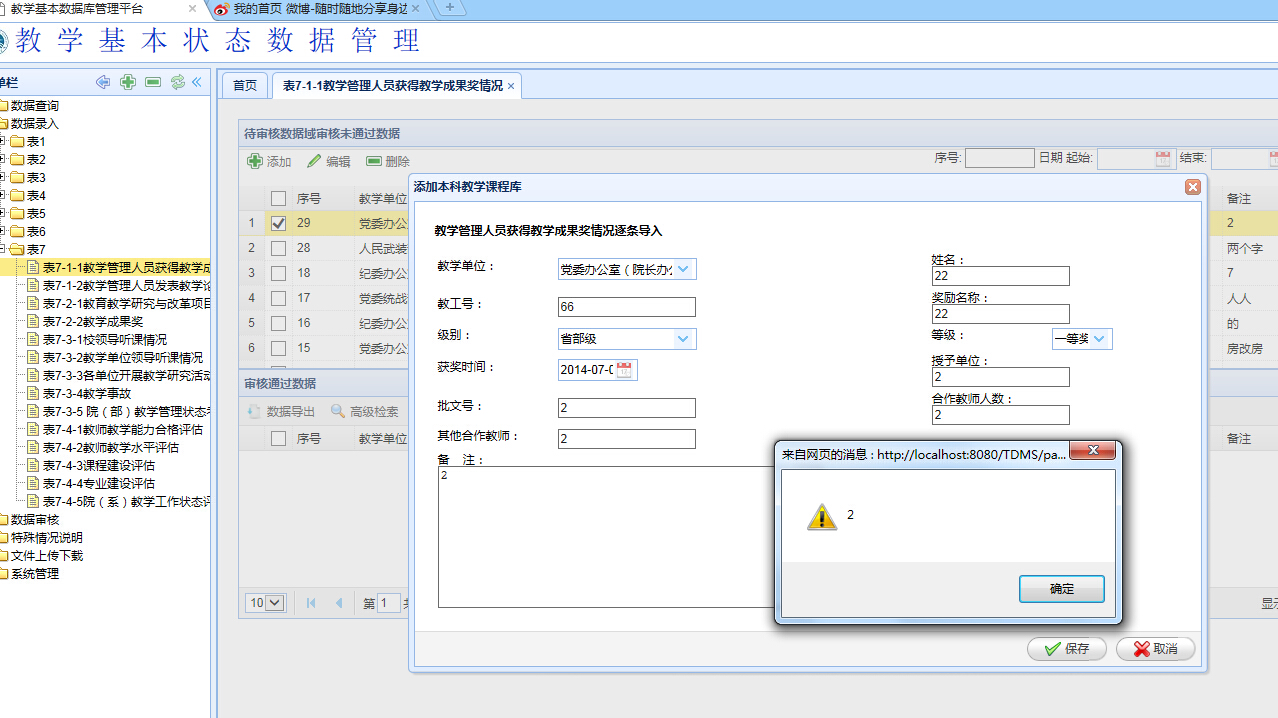 教学基本数据库管理平台 我的首页 微博-随时随地分享身边
教 学 基 本 状 态 数 据 管 理
单栏
首页 表7-1-1教学管理人员获得教学成果奖情况
数据查询
数据录入
表1
表2
表3
表4
表5
表6
表7
表7-1-1教学管理人员获得教学成
表7-1-2教学管理人员发表教学论
表7-2-1教育教学研究与改革项目
表7-2-2教学成果奖
表7-3-1校领导听课情况
表7-3-2教学单位领导听课情况
表7-3-3各单位开展教学研究活动
表7-3-4教学事故
表7-3-5 院（部）教学管理状态考
表7-4-1教师教学能力合格评估
表7-4-2教师教学水平评估
表7-4-3课程建设评估
表7-4-4专业建设评估
表7-4-5院（系）教学工作状态评
数据审核
特殊情况说明
文件上传下载
系统管理
待审核数据域审核未通过数据
添加 编辑 删除 序号: 日期 起始: 结束:
序号 教学单位 备注
1 29 党委办公 2
2 28 人民武装 两个字
3 18 纪委办公 7
4 17 党委统战 人人
5 16 纪委办公 的
6 15 党委办公 房改房
审核通过数据
数据导出 高级检索
序号 教学单位 备注
10 第 1 显示
添加本科教学课程库
教学管理人员获得教学成果奖情况逐条导入
教学单位： 党委办公室（院长办公
姓名：
22
教工号： 66
奖励名称：
22
级别： 省部级
等级： 一等奖
获奖时间： 2014-07-0
授予单位：
2
批文号： 2
合作教师人数：
2
其他合作教师： 2
备 注：
2
来自网页的消息 : http://localhost:8080/TDMS/pa...
2
确定
保存 取消